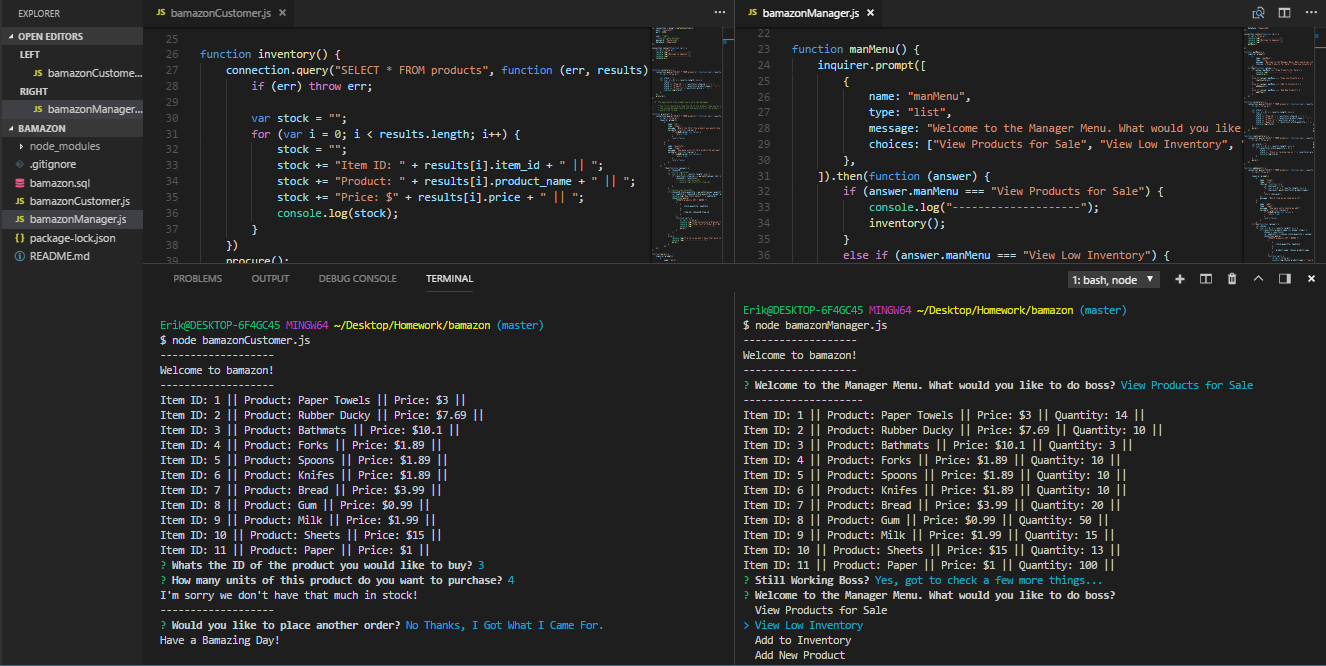 EXPLORER
OPEN EDITORS
LEFT
JS bamazonCustome...
RIGHT
JS bamazonManager...
BAMAZON
node_modules
.gitignore
bamazon.sql
JS bamazonCustomer.js
JS bamazonManager.js
{} package-lock.json
README.md
JS bamazonCustomer.js ×
25
26 function inventory() {
27 connection.query("SELECT * FROM products", function (err, results)
28 if (err) throw err;
29
30 var stock = "";
31 for (var i = 0; i < results.length; i++) {
32 stock = "";
33 stock += "Item ID: " + results[i].item_id + " || ";
34 stock += "Product: " + results[i].product_name + " || ";
35 stock += "Price: $" + results[i].price + " || ";
36 console.log(stock);
37 }
38 })
39 procure();
JS bamazonManager.js ×
22
23 function manMenu() {
24 inquirer.prompt([
25 {
26 name: "manMenu",
27 type: "list",
28 message: "Welcome to the Manager Menu. What would you like
29 choices: ["View Products for Sale", "View Low Inventory", "
30 },
31 ]).then(function (answer) {
32 if (answer.manMenu === "View Products for Sale") {
33 console.log("--------------------");
34 inventory();
35 }
36 else if (answer.manMenu === "View Low Inventory") {
PROBLEMS OUTPUT DEBUG CONSOLE TERMINAL
1: bash, node
Erik@DESKTOP-6F4GC45 MINGW64 ~/Desktop/Homework/bamazon (master)
$ node bamazonCustomer.js
-------------------
Welcome to bamazon!
-------------------
Item ID: 1 || Product: Paper Towels || Price: $3 ||
Item ID: 2 || Product: Rubber Ducky || Price: $7.69 ||
Item ID: 3 || Product: Bathmats || Price: $10.1 ||
Item ID: 4 || Product: Forks || Price: $1.89 ||
Item ID: 5 || Product: Spoons || Price: $1.89 ||
Item ID: 6 || Product: Knifes || Price: $1.89 ||
Item ID: 7 || Product: Bread || Price: $3.99 ||
Item ID: 8 || Product: Gum || Price: $0.99 ||
Item ID: 9 || Product: Milk || Price: $1.99 ||
Item ID: 10 || Product: Sheets || Price: $15 ||
Item ID: 11 || Product: Paper || Price: $1 ||
? Whats the ID of the product you would like to buy? 3
? How many units of this product do you want to purchase? 4
I'm sorry we don't have that much in stock!
-------------------
? Would you like to place another order? No Thanks, I Got What I Came For.
Have a Bamazing Day!
Erik@DESKTOP-6F4GC45 MINGW64 ~/Desktop/Homework/bamazon (master)
$ node bamazonManager.js
-------------------
Welcome to bamazon!
-------------------
? Welcome to the Manager Menu. What would you like to do boss? View Products for Sale
--------------------
Item ID: 1 || Product: Paper Towels || Price: $3 || Quantity: 14 ||
Item ID: 2 || Product: Rubber Ducky || Price: $7.69 || Quantity: 10 ||
Item ID: 3 || Product: Bathmats || Price: $10.1 || Quantity: 3 ||
Item ID: 4 || Product: Forks || Price: $1.89 || Quantity: 10 ||
Item ID: 5 || Product: Spoons || Price: $1.89 || Quantity: 10 ||
Item ID: 6 || Product: Knifes || Price: $1.89 || Quantity: 10 ||
Item ID: 7 || Product: Bread || Price: $3.99 || Quantity: 20 ||
Item ID: 8 || Product: Gum || Price: $0.99 || Quantity: 50 ||
Item ID: 9 || Product: Milk || Price: $1.99 || Quantity: 15 ||
Item ID: 10 || Product: Sheets || Price: $15 || Quantity: 13 ||
Item ID: 11 || Product: Paper || Price: $1 || Quantity: 100 ||
? Still Working Boss? Yes, got to check a few more things...
? Welcome to the Manager Menu. What would you like to do boss?
View Products for Sale
> View Low Inventory
Add to Inventory
Add New Product